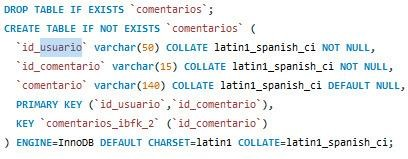 DROP TABLE IF EXISTS `comentarios`;
CREATE TABLE IF NOT EXISTS `comentarios` (
`id_usuario` varchar(50) COLLATE latin1_spanish_ci NOT NULL,
`id_comentario` varchar(15) COLLATE latin1_spanish_ci NOT NULL,
`comentario` varchar(140) COLLATE latin1_spanish_ci DEFAULT NULL,
PRIMARY KEY (`id_usuario`,`id_comentario`),
KEY `comentarios_ibfk_2` (`id_comentario`)
) ENGINE=InnoDB DEFAULT CHARSET=latin1 COLLATE=latin1_spanish_ci;